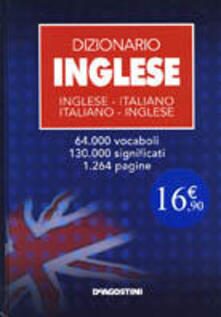 DIZIONARIO
INGLESE
INGLESE - ITALIANO
ITALIANO - INGLESE
64.000 vocaboli
130.000 significati
1.264 pagine
16,90 €
DeAGOSTINI